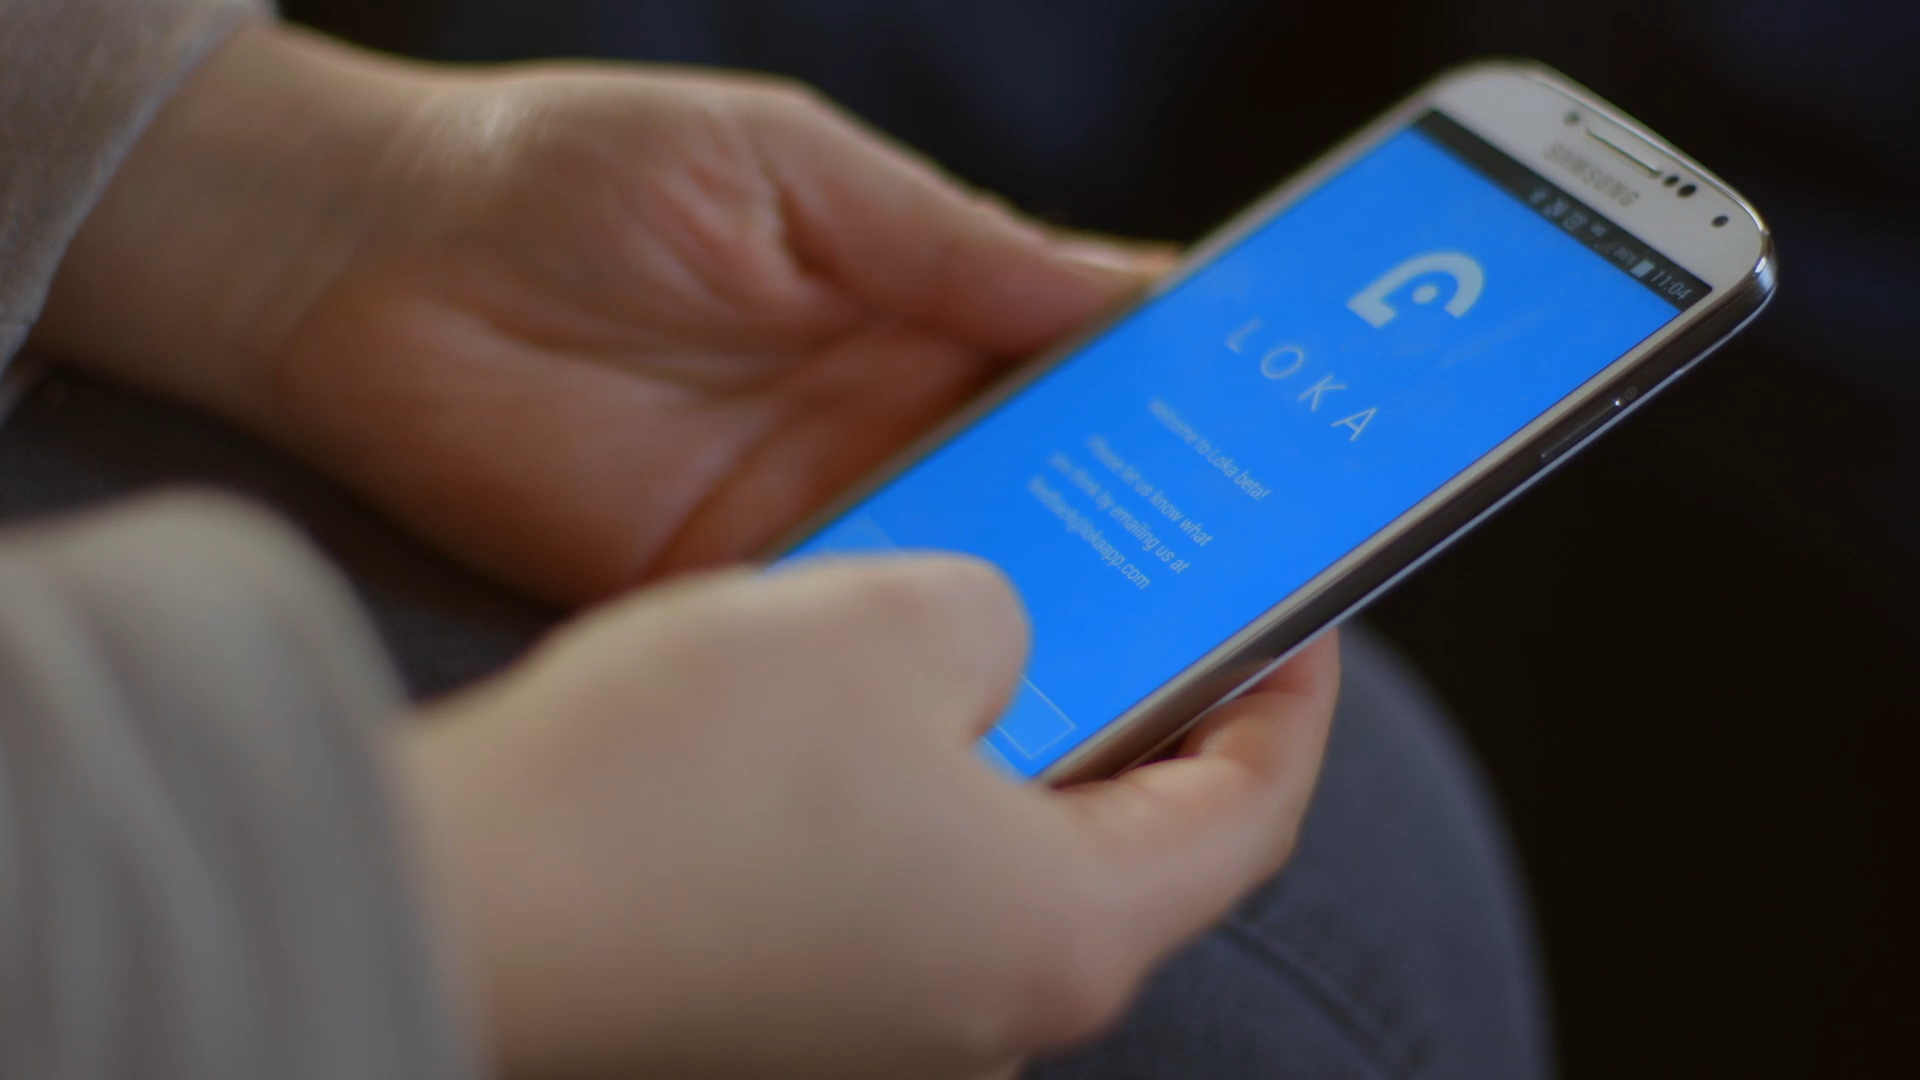 SAMSUNG
11:04
LOKA
Welcome to Loka beta!
Please let us know what
you think by emailing us at
feedback@lokaapp.com